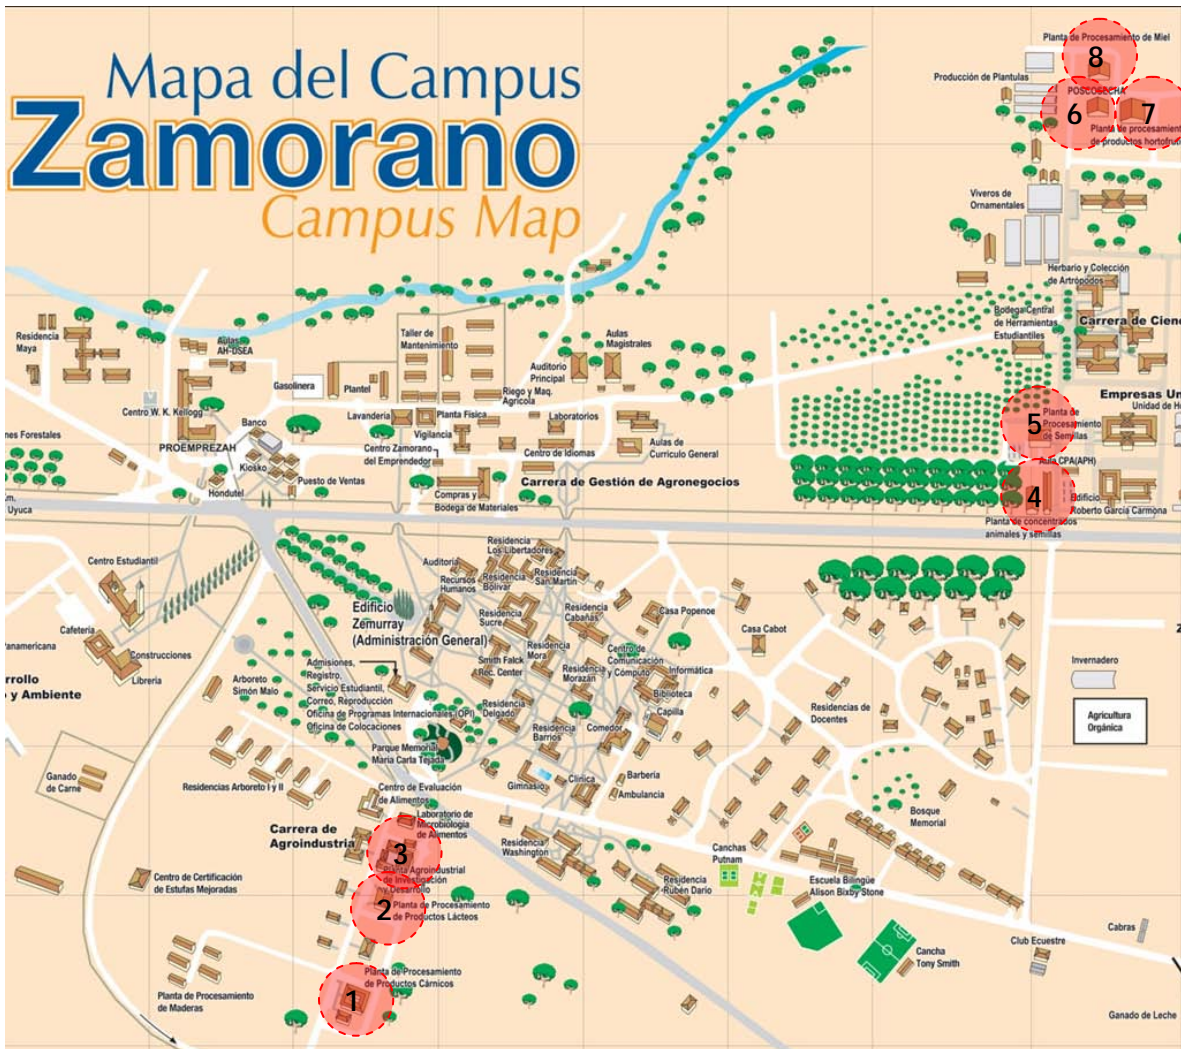 Mapa del Campus
Zamorano
Campus Map
Planta de Procesamiento de Miel
8
Producción de Plantulas
POSCOSECHA
6
7
Planta de procesamient
de productos hortofrut
Viveros de
Ornamentales
Herbario y Colección
de Artrópodos
Bodega Central
de Herramientas
Estudiantiles
Carrera de Cienc
Residencia
Maya
Aulas
AH-DSEA
Taller de
Mantenimiento
Aulas
Magistrales
Auditorio
Principal
Gasolinera
Plantel
Riego y Maq.
Agrícola
Empresas Un
Unidad de Ho
Centro W. K. Kellogg
Lavandería
Planta Física
Laboratorios
5
Planta de
Procesamiento
de Semillas
Banco
Vigilancia
nes Forestales
PROEMPREZAH
Centro Zamorano
del Emprendedor
Centro de Idiomas
Aulas de
Curriculo General
Kiosko
Aula CPA(APH)
Puesto de Ventas
Carrera de Gestión de Agronegocios
Hondutel
Compras y
Bodega de Materiales
4
Edificio
Roberto García Carmona
m.
Uyuca
Planta de concentrados
animales y semillas
Residencia
Los Libertadores
Centro Estudiantil
Auditoría
Recursos
Humanos
Residencia
Bolívar
Residencia
San Martín
Edificio
Zemurray
(Administración General)
Residencia
Sucre
Residencia
Cabañas
Casa Popenoe
Casa Cabot
Cafetería
Construcciones
Librería
Panamericana
Residencia
Mora
Smith Falck
Rec. Center
Centro de
Comunicación
y Computo
Residencia
Morazán
Informática
Biblioteca
Capilla
Invernadero
rrollo
o y Ambiente
Arboreto
Simón Malo
Admisiones,
Registro,
Servicio Estudiantil,
Correo, Reproducción
Oficina de Programas Internacionales (OPI)
Oficina de Colocaciones
Residencia
Delgado
Residencias de
Docentes
Agricultura
Orgánica
Residencia
Barrios
Comedor
Parque Memorial
Maria Carla Tejada
Ganado
de Carne
Residencias Arboreto I y II
Centro de Evaluación
de Alimentos
Gimnasio
Clínica
Barbería
Ambulancia
Carrera de
Agroindustria
Laboratorio de
Microbiología
de Alimentos
Bosque
Memorial
Residencia
Washington
3
Planta Agroindustrial
de Investigación
y Desarrollo
Canchas
Putnam
Centro de Certificación
de Estufas Mejoradas
Residencia
Rubén Darío
Escuela Bilingüe
Alison Bixby Stone
2
Planta de Procesamiento
de Productos Lácteos
Cabras
Club Ecuestre
Cancha
Tony Smith
Planta de Procesamiento
de Productos Cárnicos
1
Planta de Procesamiento
de Maderas
Ganado de Leche